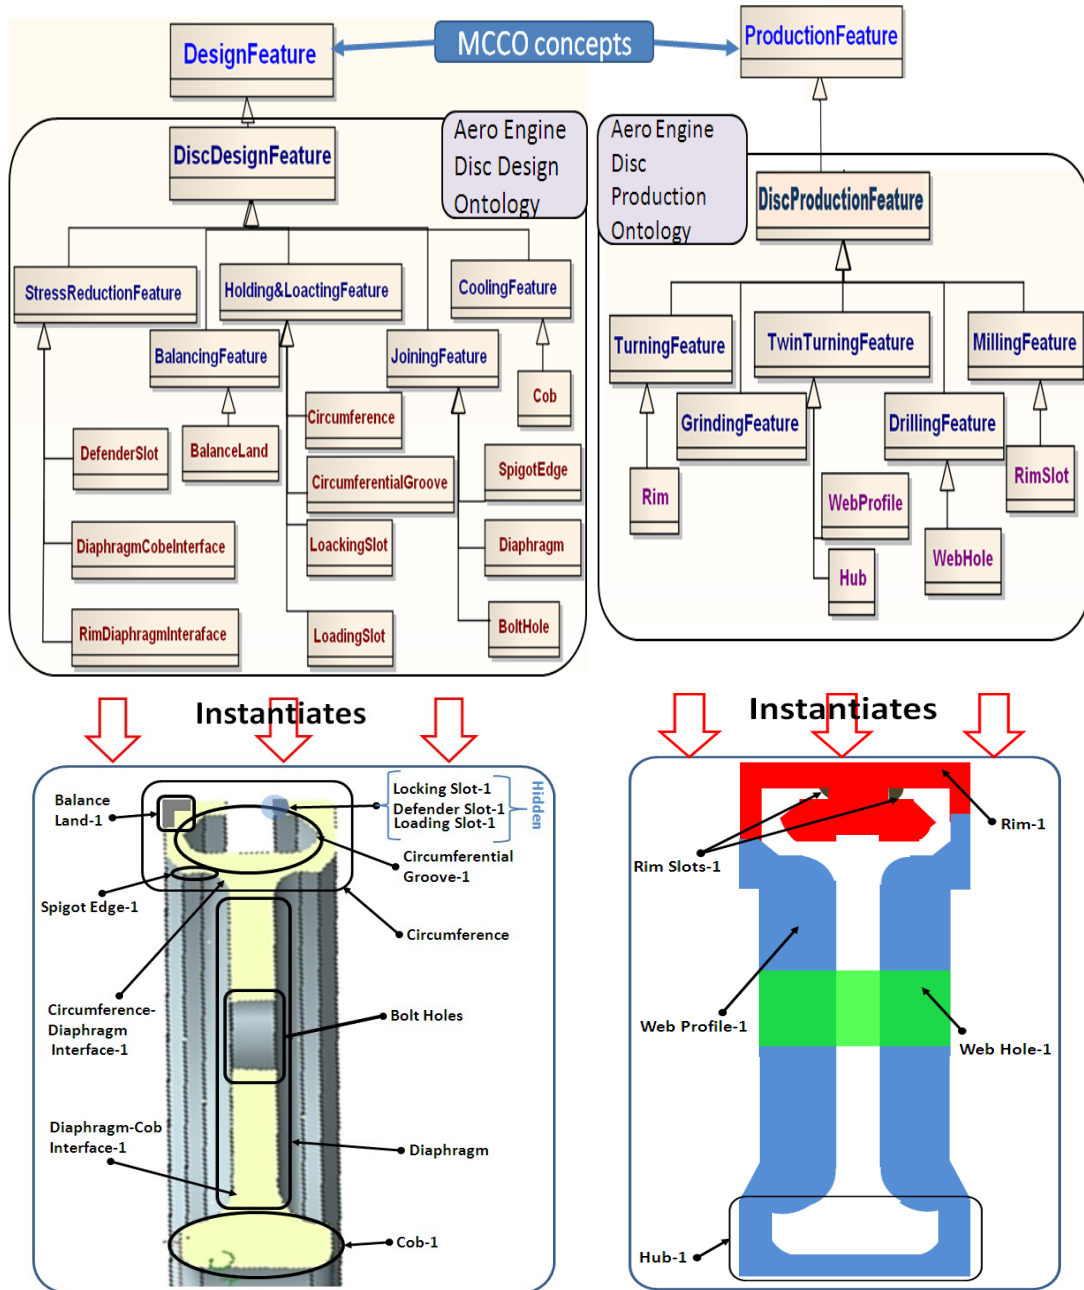 MCCO concepts
DesignFeature
ProductionFeature
Aero Engine
Disc Design
Ontology
Aero Engine
Disc
Production
Ontology
DiscDesignFeature
DiscProductionFeature
StressReductionFeature
Holding&LoactingFeature
CoolingFeature
BalancingFeature
JoiningFeature
TurningFeature
TwinTurningFeature
MillingFeature
Cob
Circumference
GrindingFeature
DrillingFeature
DefenderSlot
BalanceLand
CircumferentialGroove
SpigotEdge
Rim
WebProfile
RimSlot
DiaphragmCobeInterface
LoackingSlot
Diaphragm
WebHole
Hub
RimDiaphragmInteraface
LoadingSlot
BoltHole
Instantiates
Instantiates
Balance
Land-1
Locking Slot-1
Defender Slot-1
Loading Slot-1
Hidden
Circumferential
Groove-1
Spigot Edge-1
Circumference
Circumference-
Diaphragm
Interface-1
Bolt Holes
Diaphragm-Cob
Interface-1
Diaphragm
Cob-1
Rim-1
Rim Slots-1
Web Profile-1
Web Hole-1
Hub-1